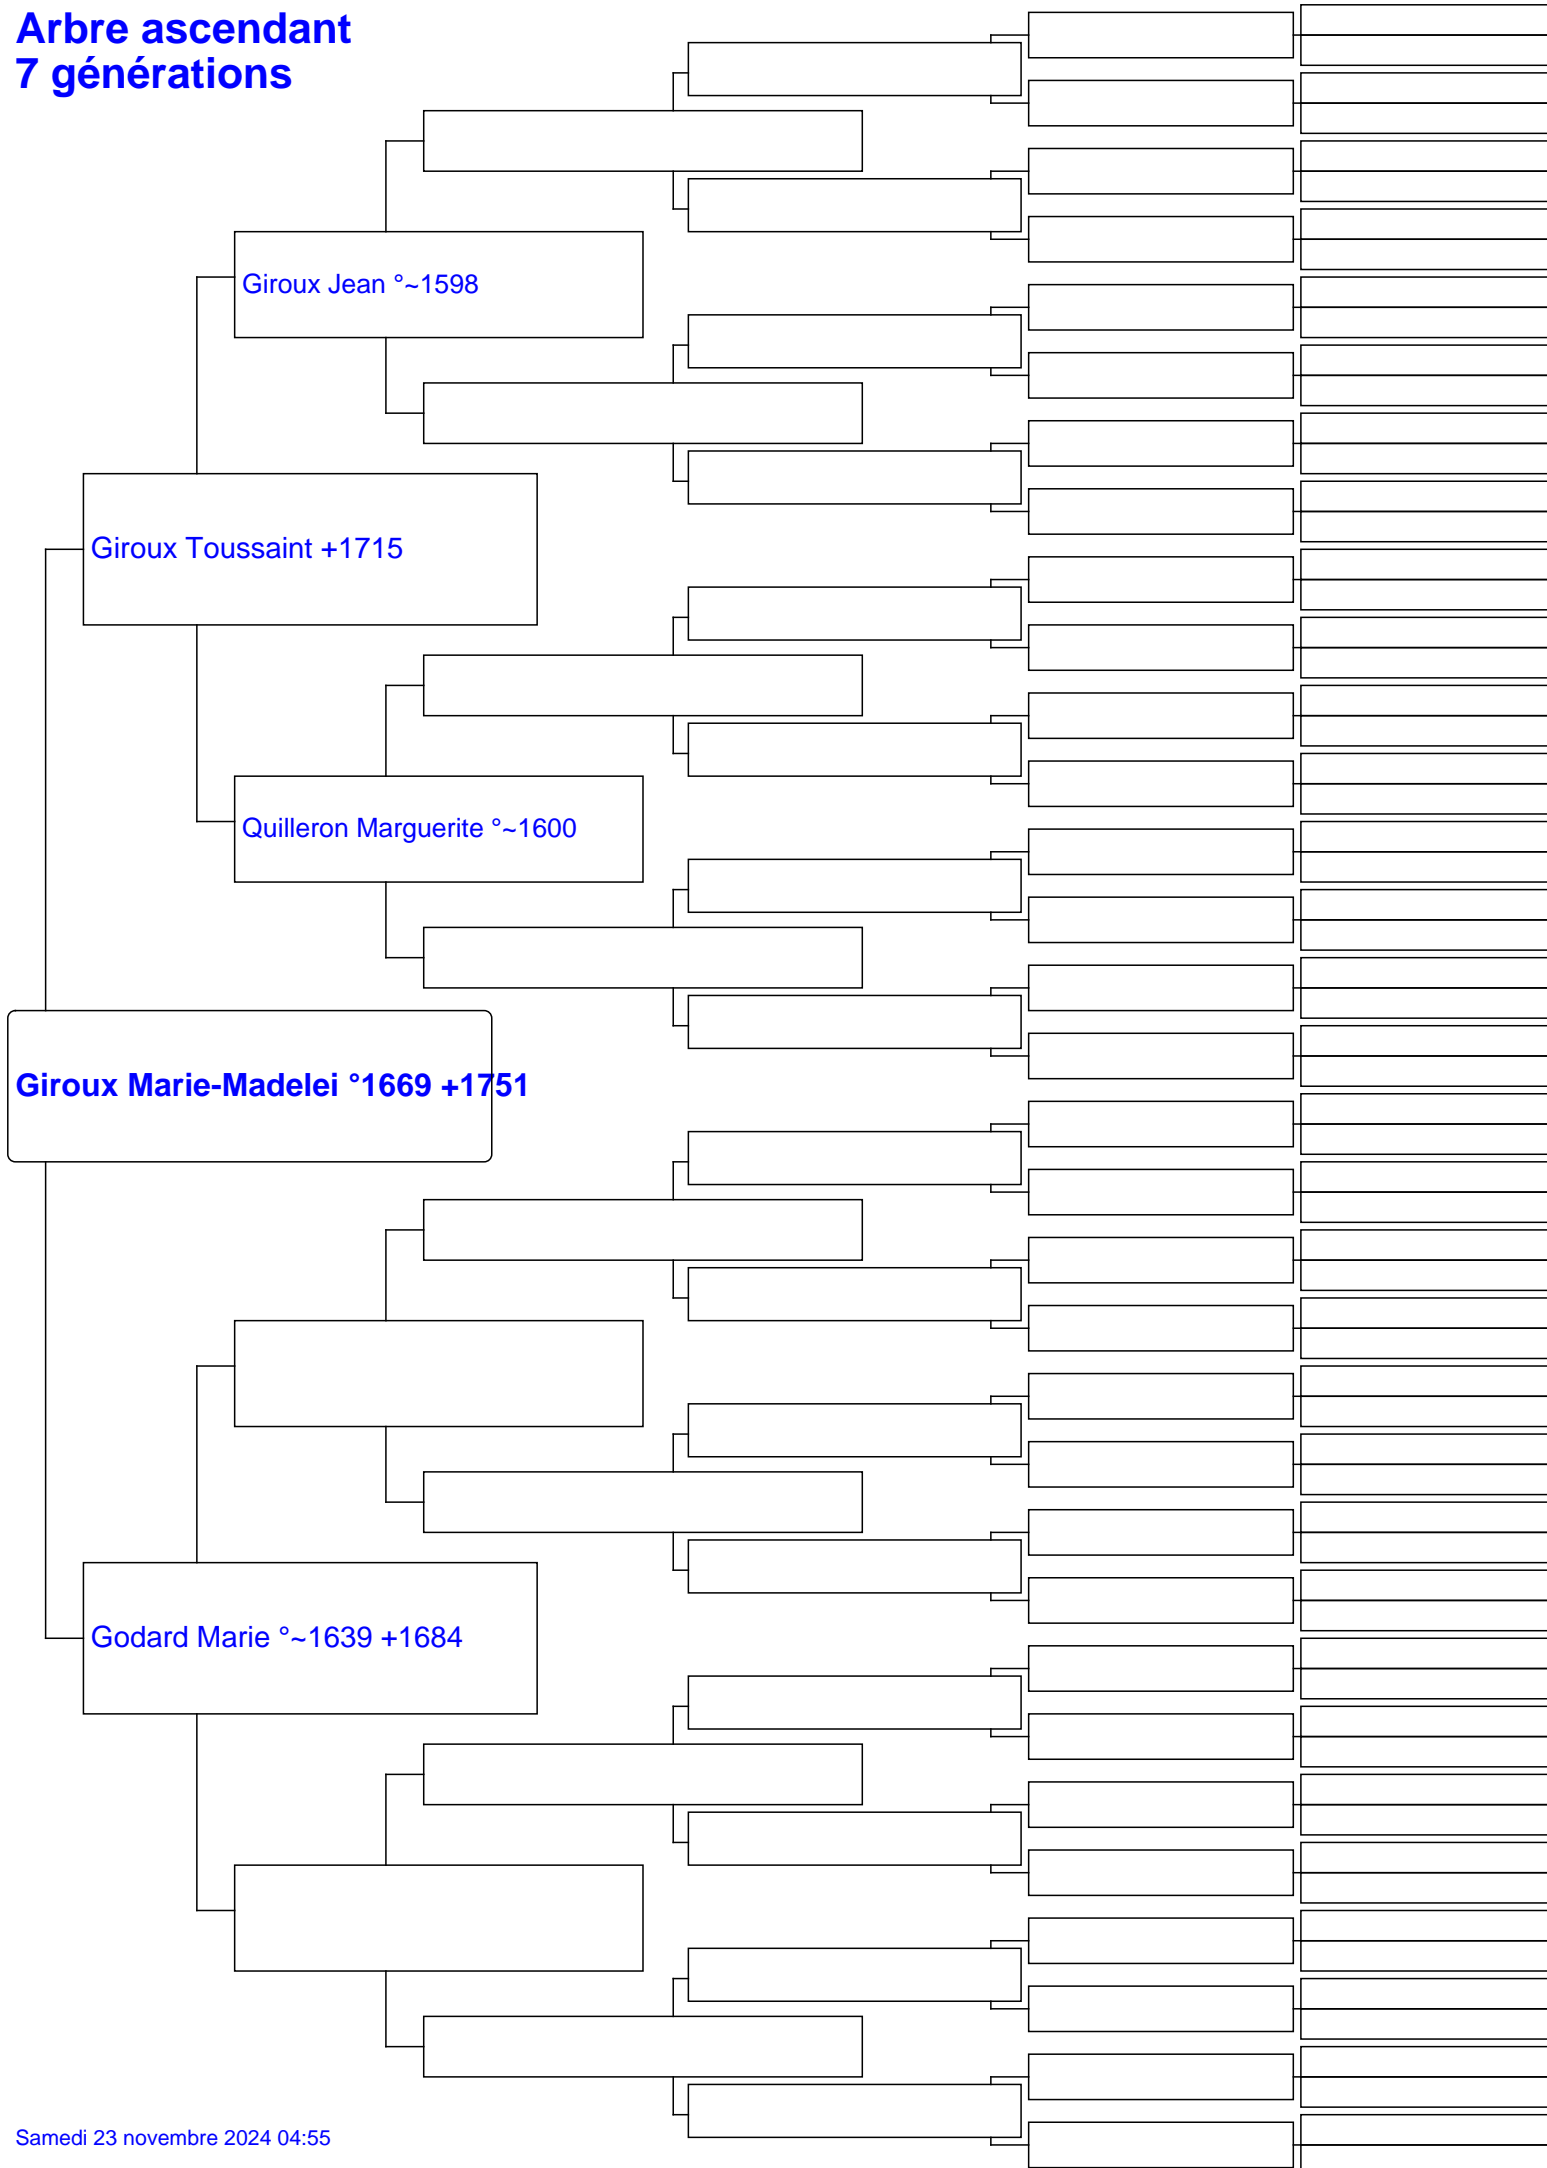 Arbre ascendant
7 générations
Giroux Jean °~1598
Giroux Toussaint +1715
Quilleron Marguerite °~1600
Giroux Marie-Madelei °1669 +1751
Godard Marie °~1639 +1684
Samedi 23 novembre 2024 04:55